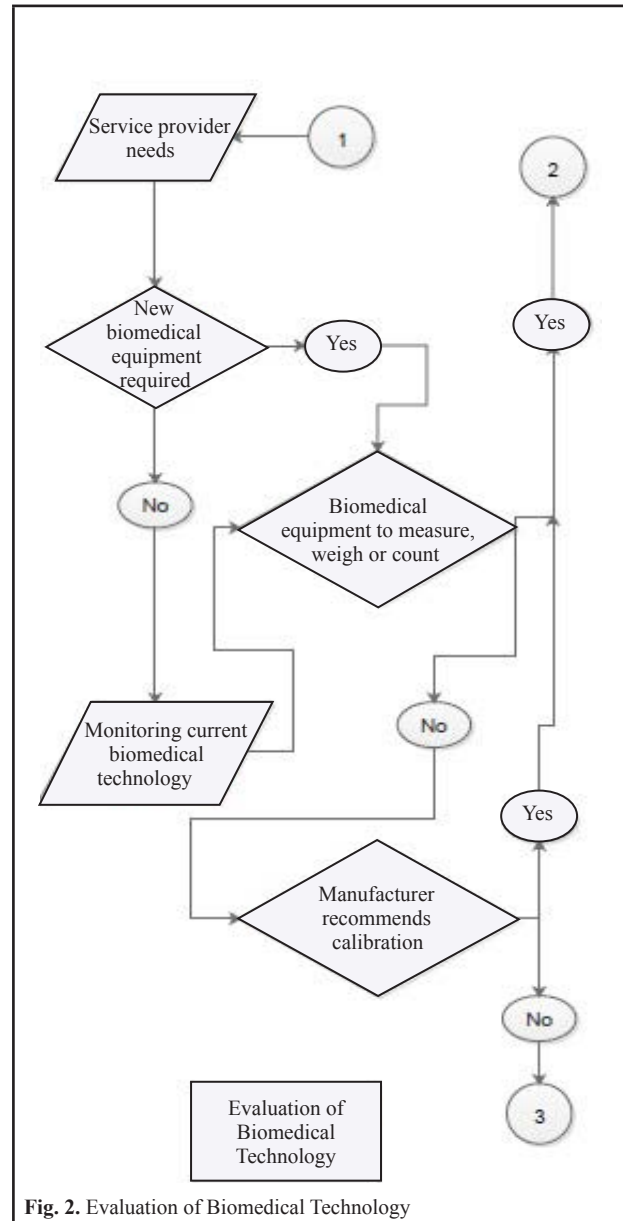 Service provider
needs
1
2
New
biomedical
equipment
required
Yes
Yes
No
Biomedical
equipment to measure,
weigh or count
Monitoring current
biomedical
technology
No
Yes
Manufacturer
recommends
calibration
No
3
Evaluation of
Biomedical
Technology
Fig. 2. Evaluation of Biomedical Technology